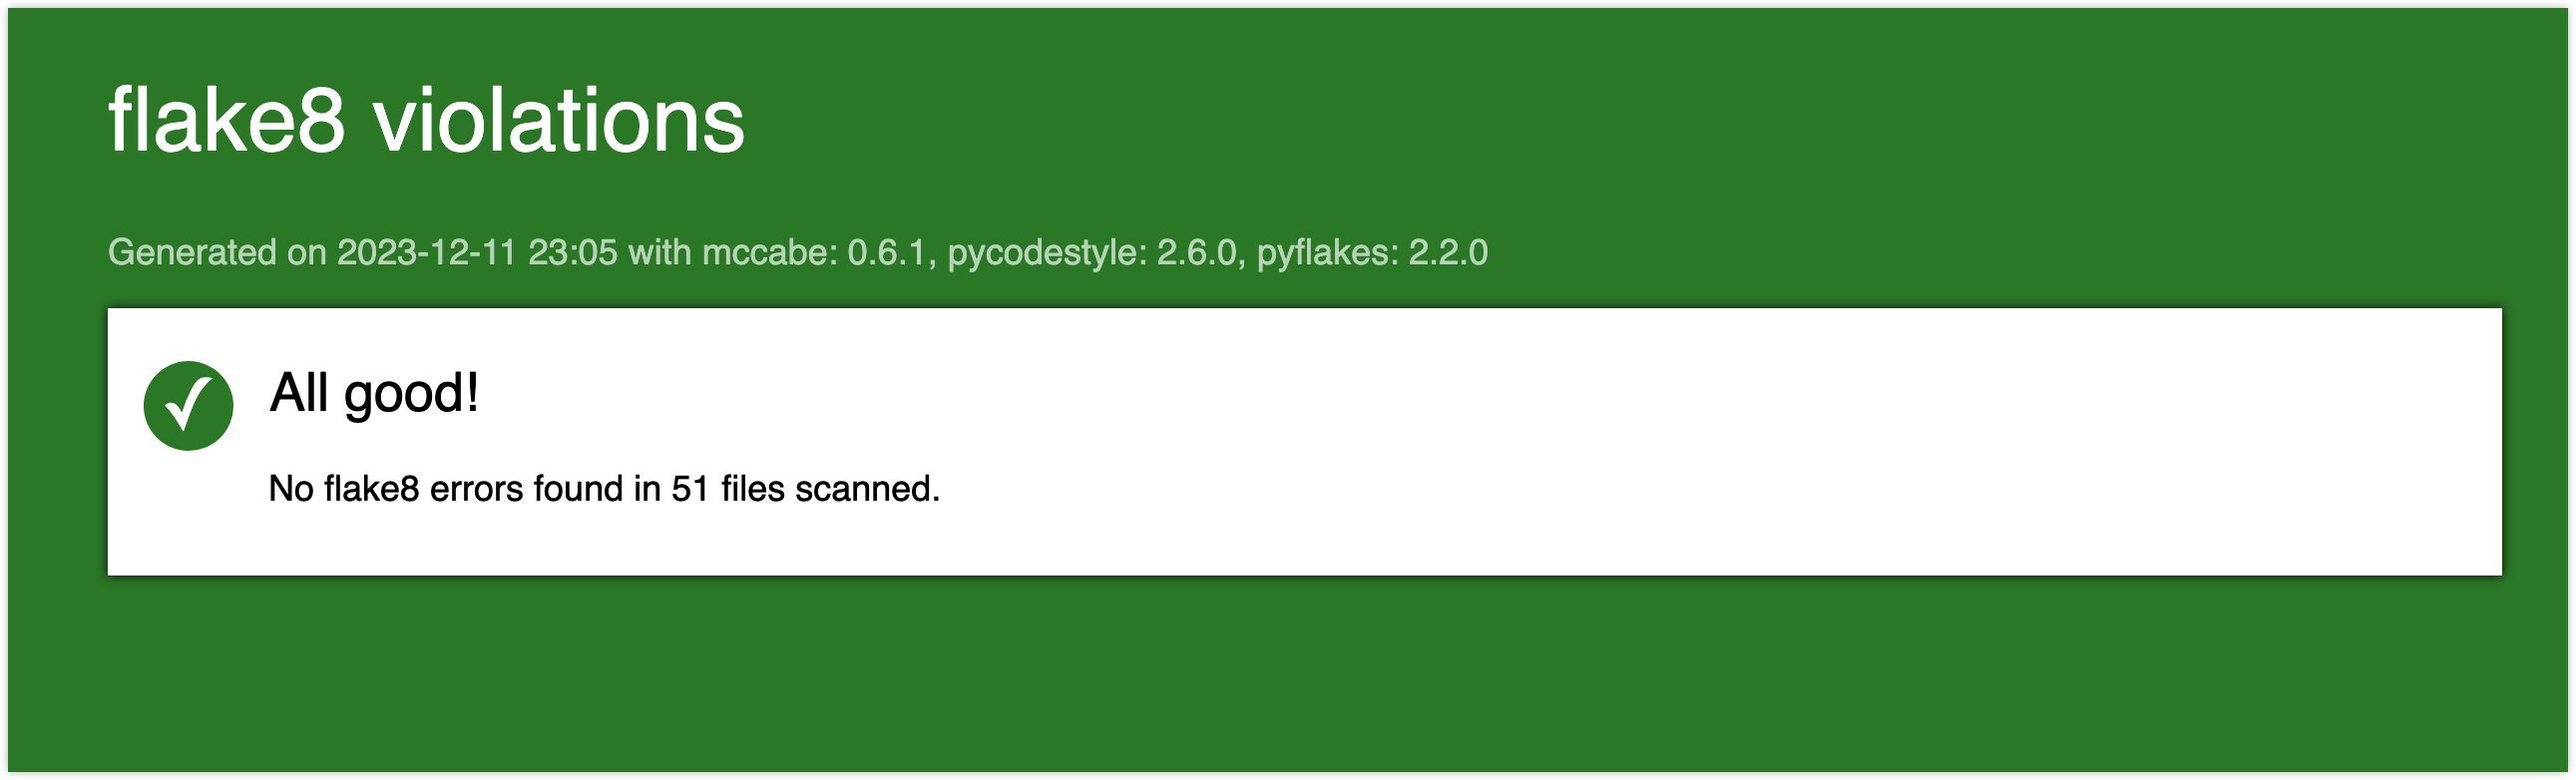 flake8 violations
Generated on 2023-12-11 23:05 with mccabe: 0.6.1, pycodestyle: 2.6.0, pyflakes: 2.2.0
All good!
No flake8 errors found in 51 files scanned.